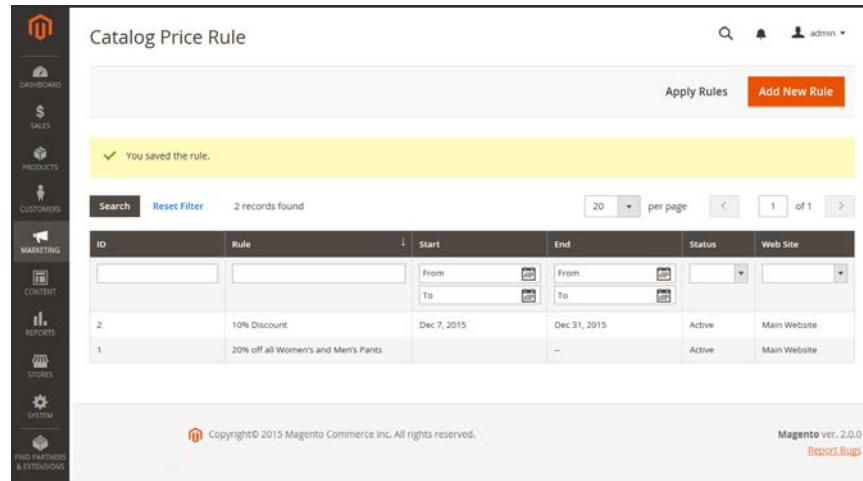 Catalog Price Rule
admin
DASHBOARD
SALES
PRODUCTS
CUSTOMERS
MARKETING
CONTENT
REPORTS
STORES
SYSTEM
FIND PARTNERS
& EXTENSIONS
Apply Rules Add New Rule
You saved the rule.
Search Reset Filter 2 records found 20 per page 1 of 1
ID Rule ↓ Start End Status Web Site
From From
To To
2 10% Discount Dec 7, 2015 Dec 31, 2015 Active Main Website
1 20% off all Women's and Men's Pants -- Active Main Website
Copyright© 2015 Magento Commerce Inc. All rights reserved. Magento ver. 2.0.0
Report Bugs